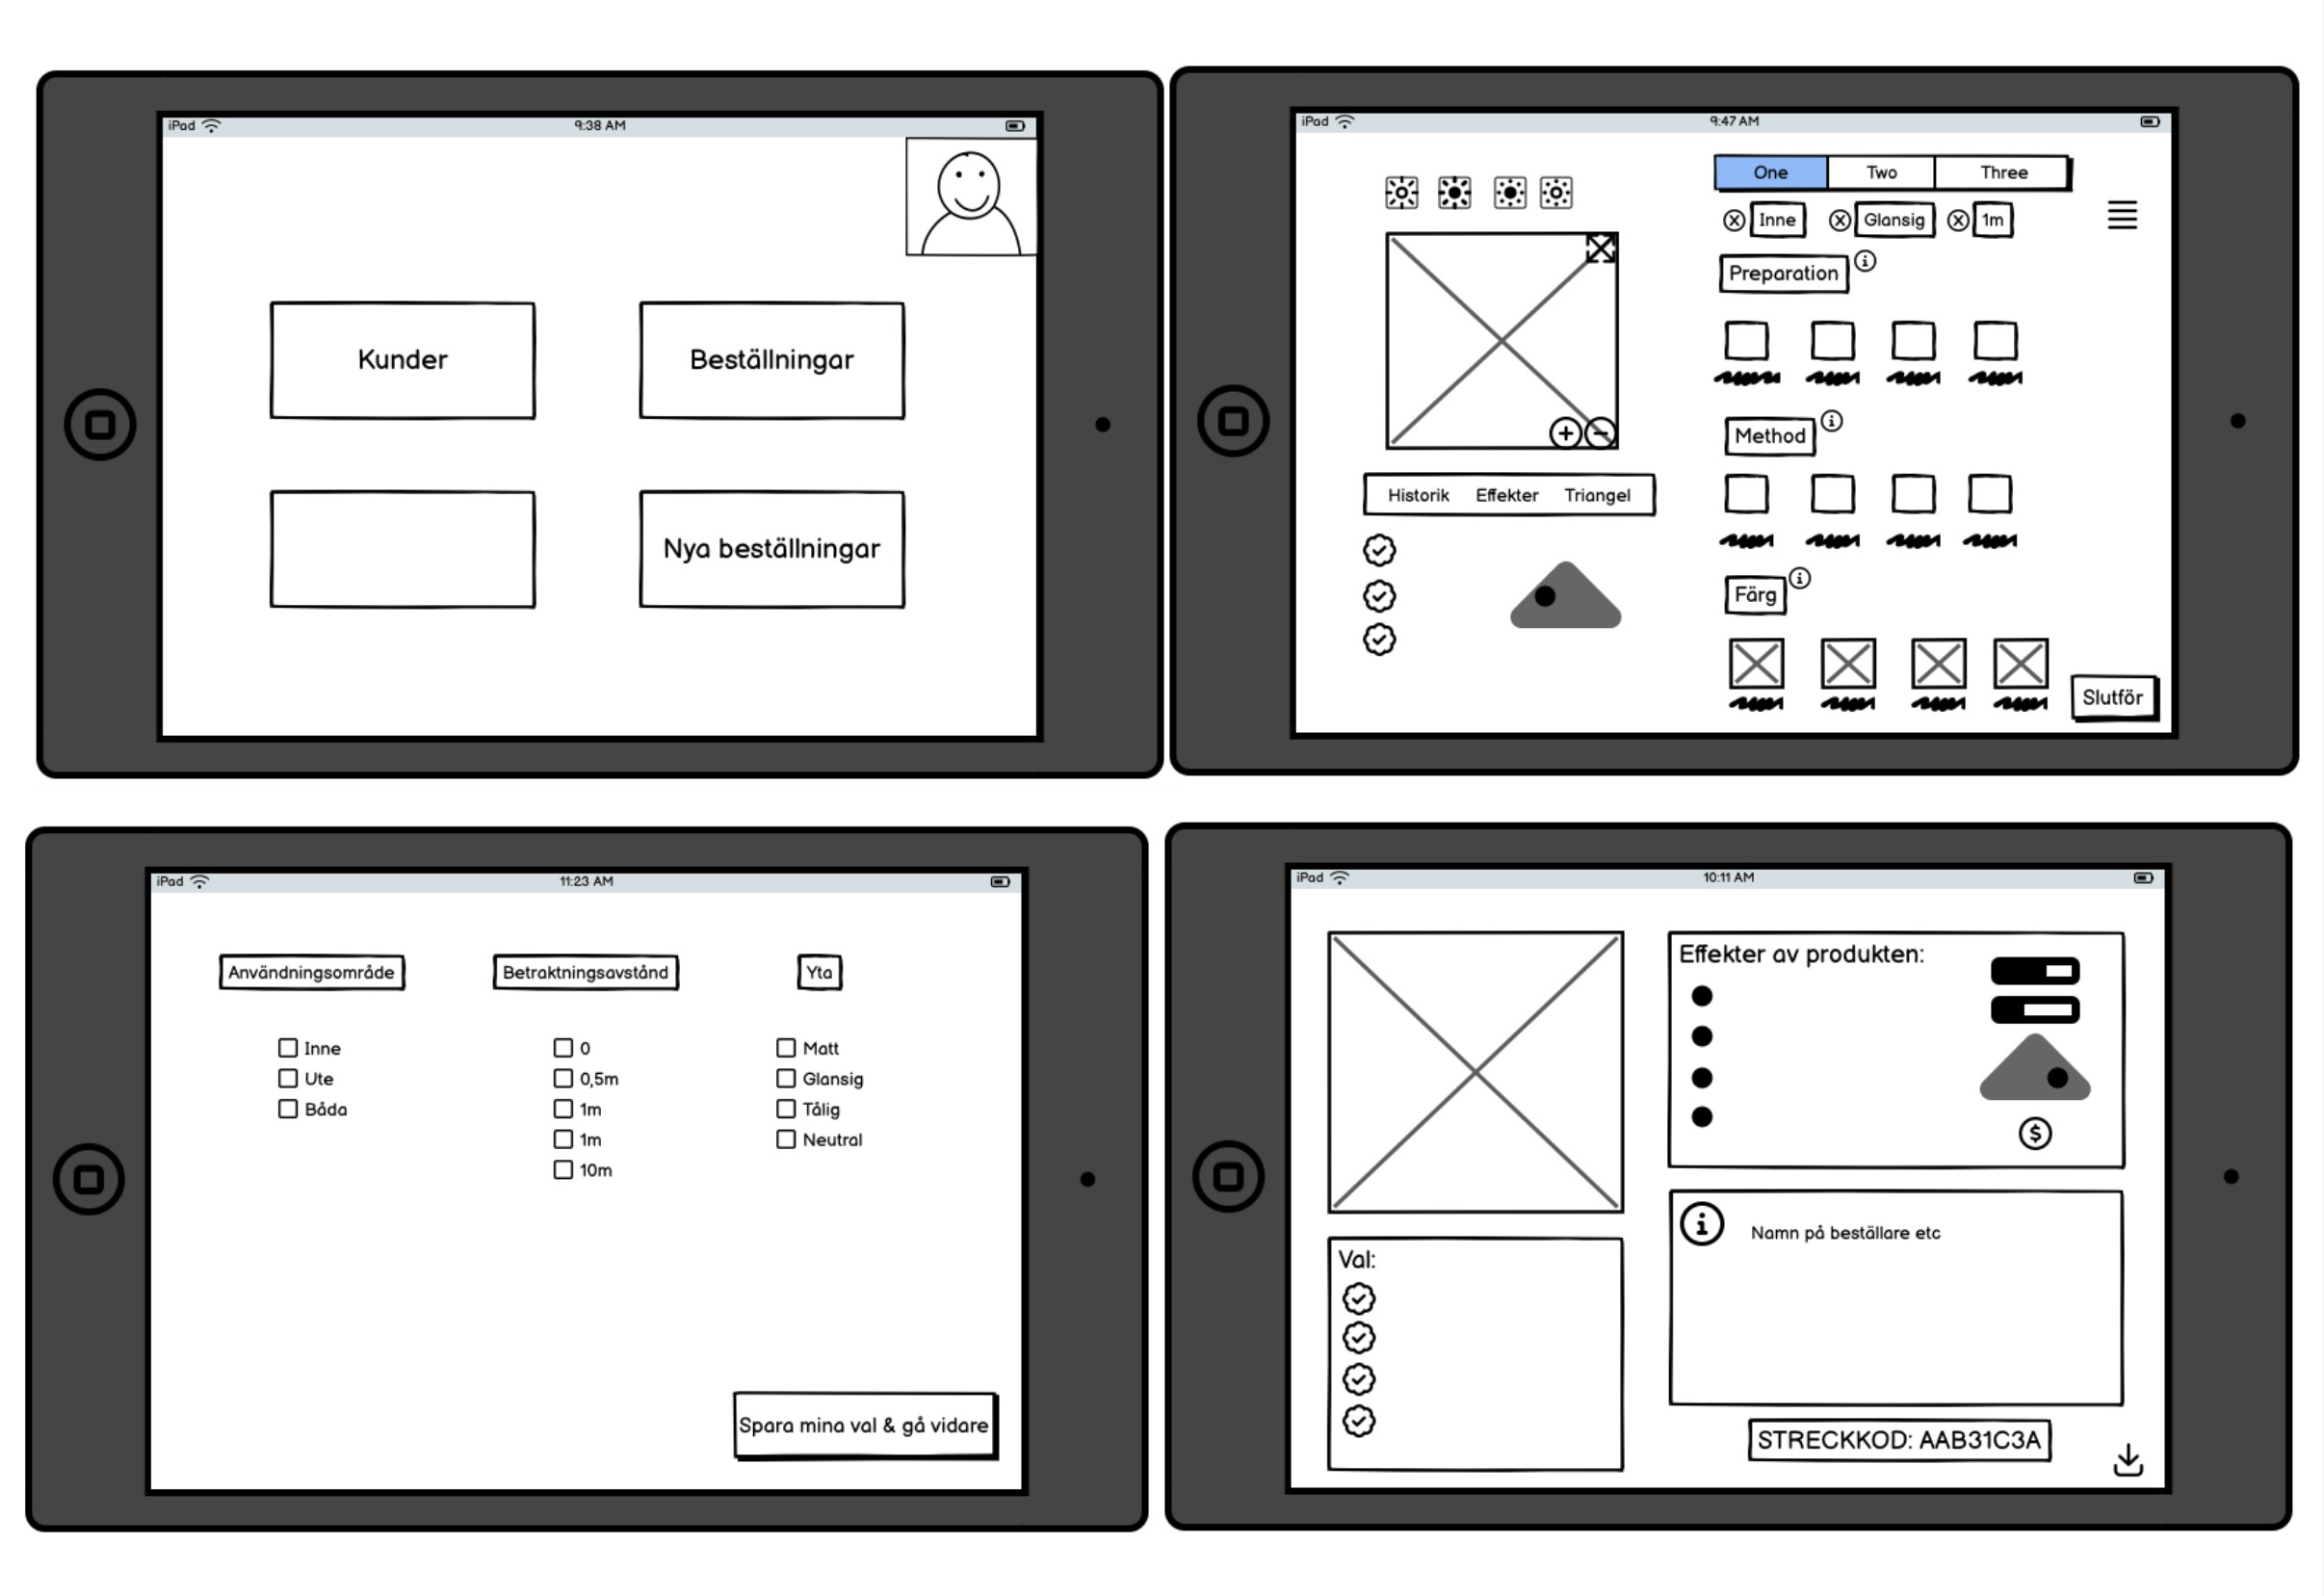 iPad 9:38 AM
Kunder
Beställningar
Nya beställningar
iPad 9:47 AM
One Two Three
Inne Glansig 1m
Preparation
Method
Historik Effekter Triangel
Färg
Slutför
iPad 11:23 AM
Användningsområde Betraktningsavstånd Yta
Inne 0 Matt
Ute 0,5m Glansig
Båda 1m Tålig
1m Neutral
10m
Spara mina val & gå vidare
iPad 10:11 AM
Effekter av produkten:
$
Namn på beställare etc
Val:
STRECKKOD: AAB31C3A